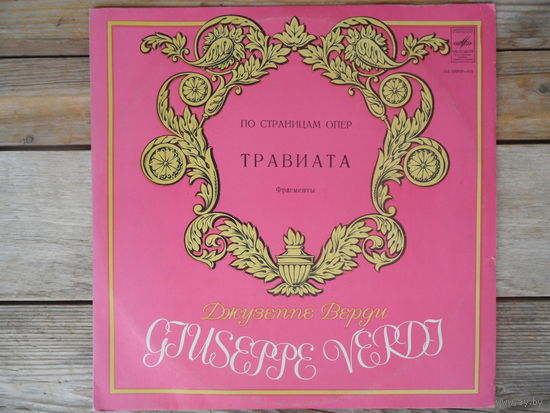 ПО СТРАНИЦАМ ОПЕР
ТРАВИАТА
Фрагменты
Джузеппе Верди
GIUSEPPE VERDI